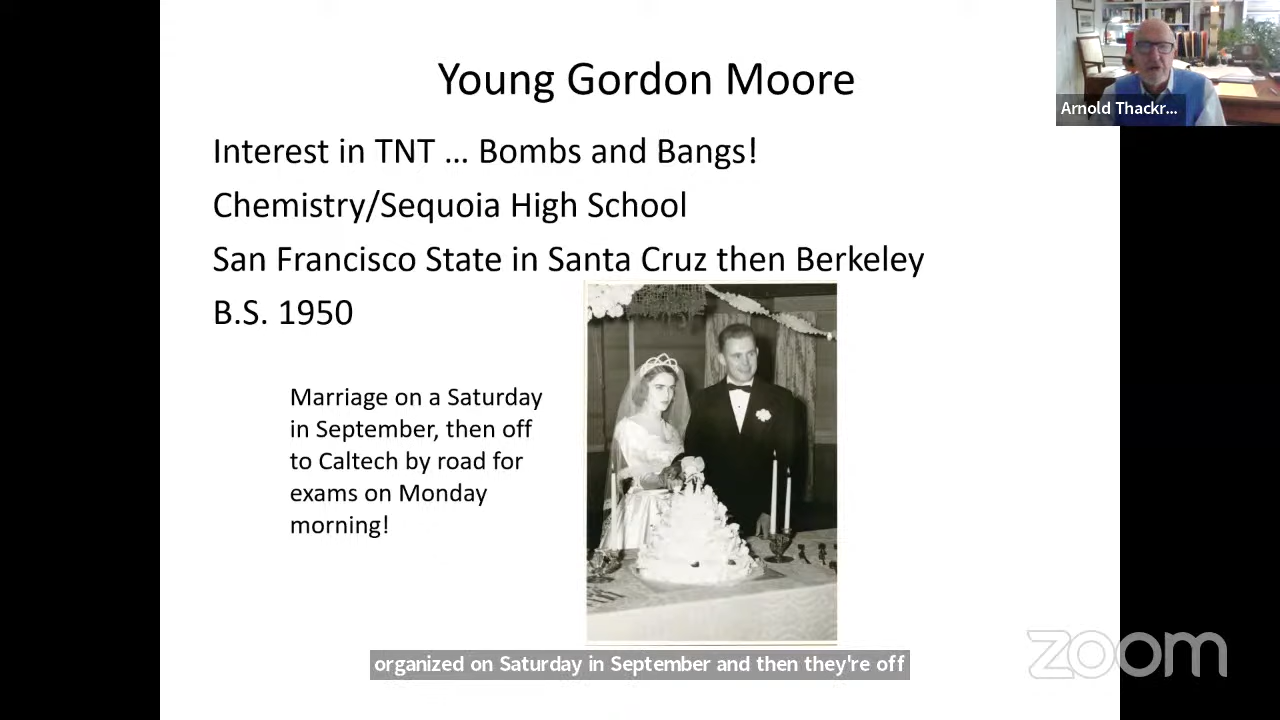 Young Gordon Moore
Arnold Thackr...
Interest in TNT … Bombs and Bangs!
Chemistry/Sequoia High School
San Francisco State in Santa Cruz then Berkeley
B.S. 1950
Marriage on a Saturday
in September, then off
to Caltech by road for
exams on Monday
morning!
organized on Saturday in September and then they're off
zoom